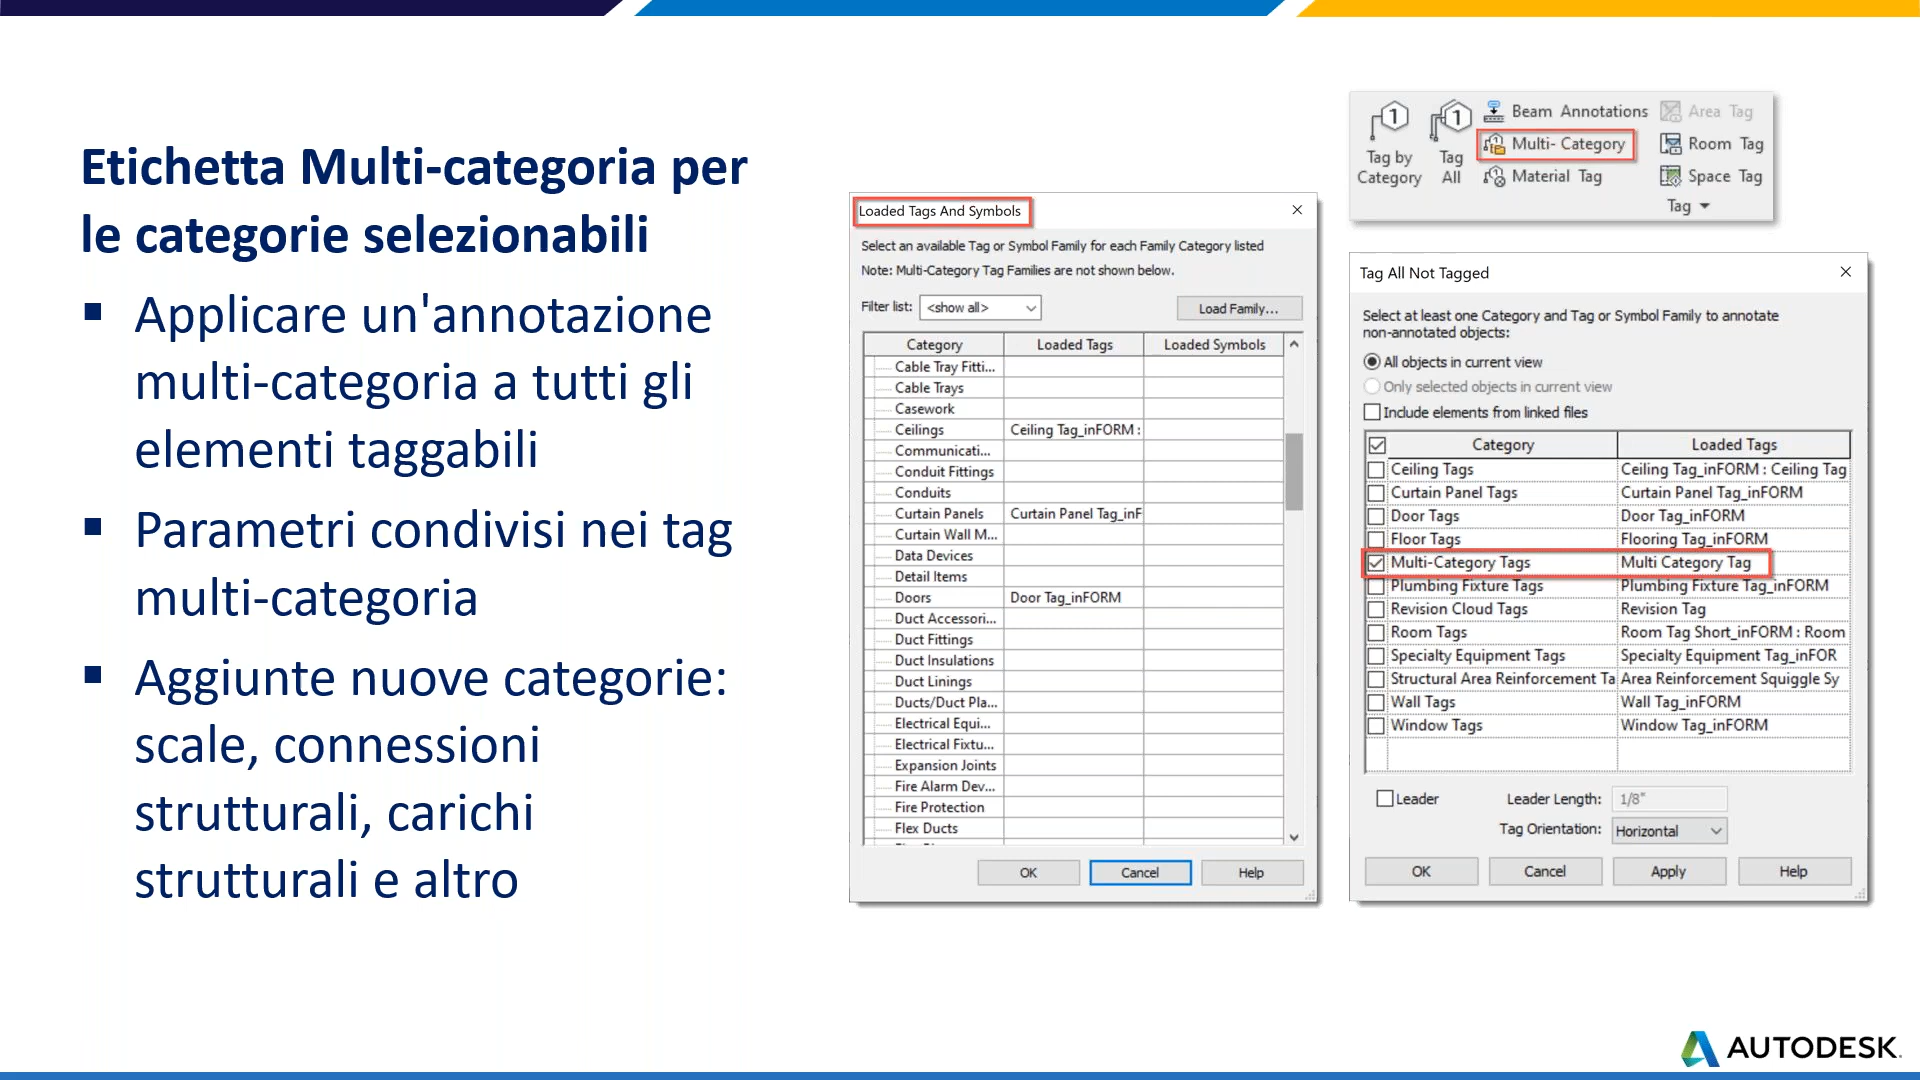 Etichetta Multi-categoria per
le categorie selezionabili
▪ Applicare un'annotazione
multi-categoria a tutti gli
elementi taggabili
▪ Parametri condivisi nei tag
multi-categoria
▪ Aggiunte nuove categorie:
scale, connessioni
strutturali, carichi
strutturali e altro
Loaded Tags And Symbols
Select an available Tag or Symbol Family for each Family Category listed
Note: Multi-Category Tag Families are not shown below.
Filter list: <show all> Load Family...
Category Loaded Tags Loaded Symbols
Cable Tray Fitti...
Cable Trays
Casework
Ceilings Ceiling Tag_inFORM :
Communicati...
Conduit Fittings
Conduits
Curtain Panels Curtain Panel Tag_inF
Curtain Wall M...
Data Devices
Detail Items
Doors Door Tag_inFORM
Duct Accessori...
Duct Fittings
Duct Insulations
Duct Linings
Ducts/Duct Pla...
Electrical Equi...
Electrical Fixtu...
Expansion Joints
Fire Alarm Dev...
Fire Protection
Flex Ducts
OK Cancel Help
1 1
Tag by
Category
Tag
All
Beam Annotations
Multi- Category
Material Tag
Area Tag
Room Tag
Space Tag
Tag
Tag All Not Tagged
Select at least one Category and Tag or Symbol Family to annotate
non-annotated objects:
All objects in current view
Only selected objects in current view
Include elements from linked files
Category Loaded Tags
Ceiling Tags Ceiling Tag_inFORM : Ceiling Tag
Curtain Panel Tags Curtain Panel Tag_inFORM
Door Tags Door Tag_inFORM
Floor Tags Flooring Tag_inFORM
Multi-Category Tags Multi Category Tag
Plumbing Fixture Tags Plumbing Fixture Tag_inFORM
Revision Cloud Tags Revision Tag
Room Tags Room Tag Short_inFORM : Room
Specialty Equipment Tags Specialty Equipment Tag_inFOR
Structural Area Reinforcement Ta Area Reinforcement Squiggle Sy
Wall Tags Wall Tag_inFORM
Window Tags Window Tag_inFORM
Leader Leader Length: 1/8"
Tag Orientation: Horizontal
OK Cancel Apply Help
AUTODESK.